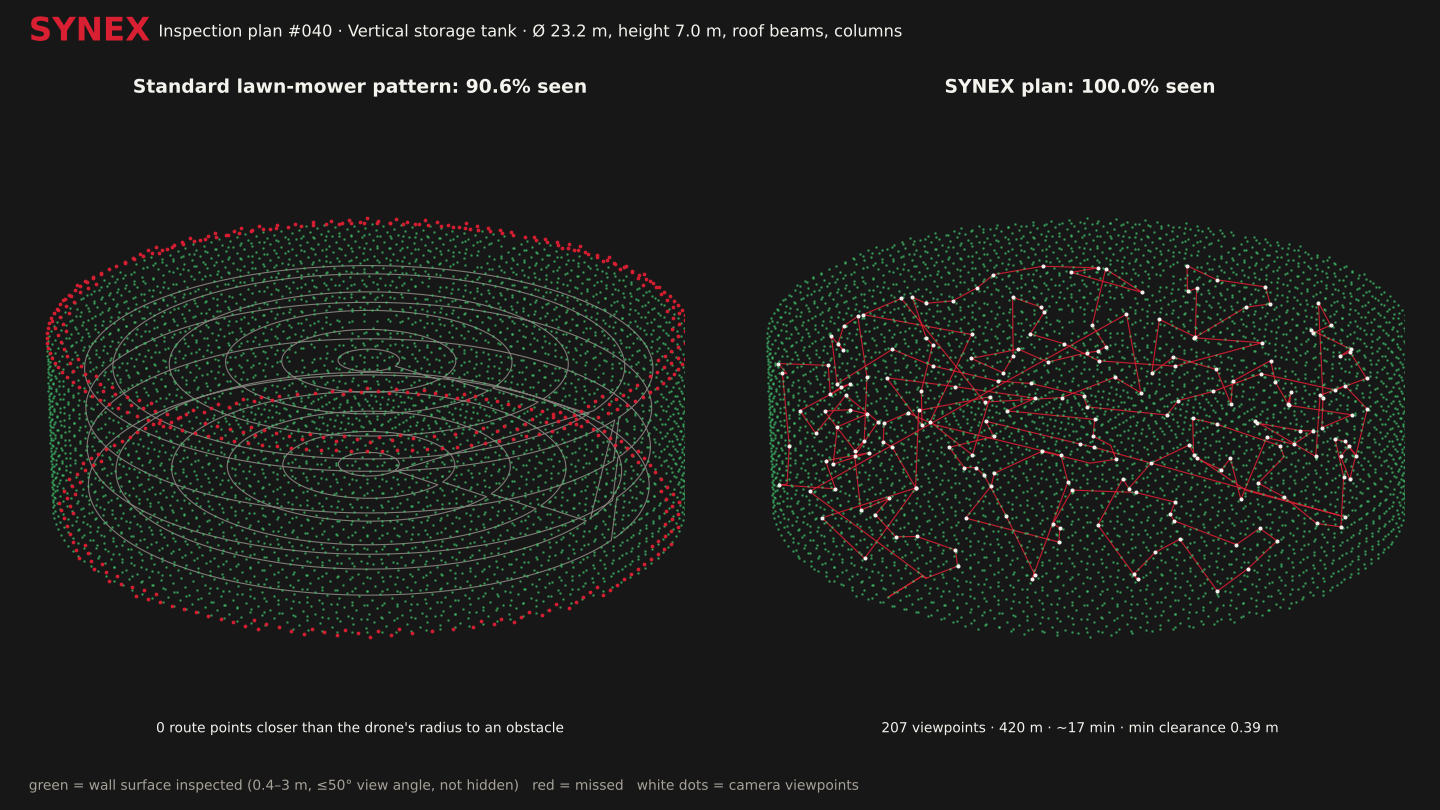 SYNEX Inspection plan #040 · Vertical storage tank · Ø 23.2 m, height 7.0 m, roof beams, columns
Standard lawn-mower pattern: 90.6% seen
SYNEX plan: 100.0% seen
0 route points closer than the drone's radius to an obstacle
207 viewpoints · 420 m · ~17 min · min clearance 0.39 m
green = wall surface inspected (0.4–3 m, ≤50° view angle, not hidden)   red = missed   white dots = camera viewpoints